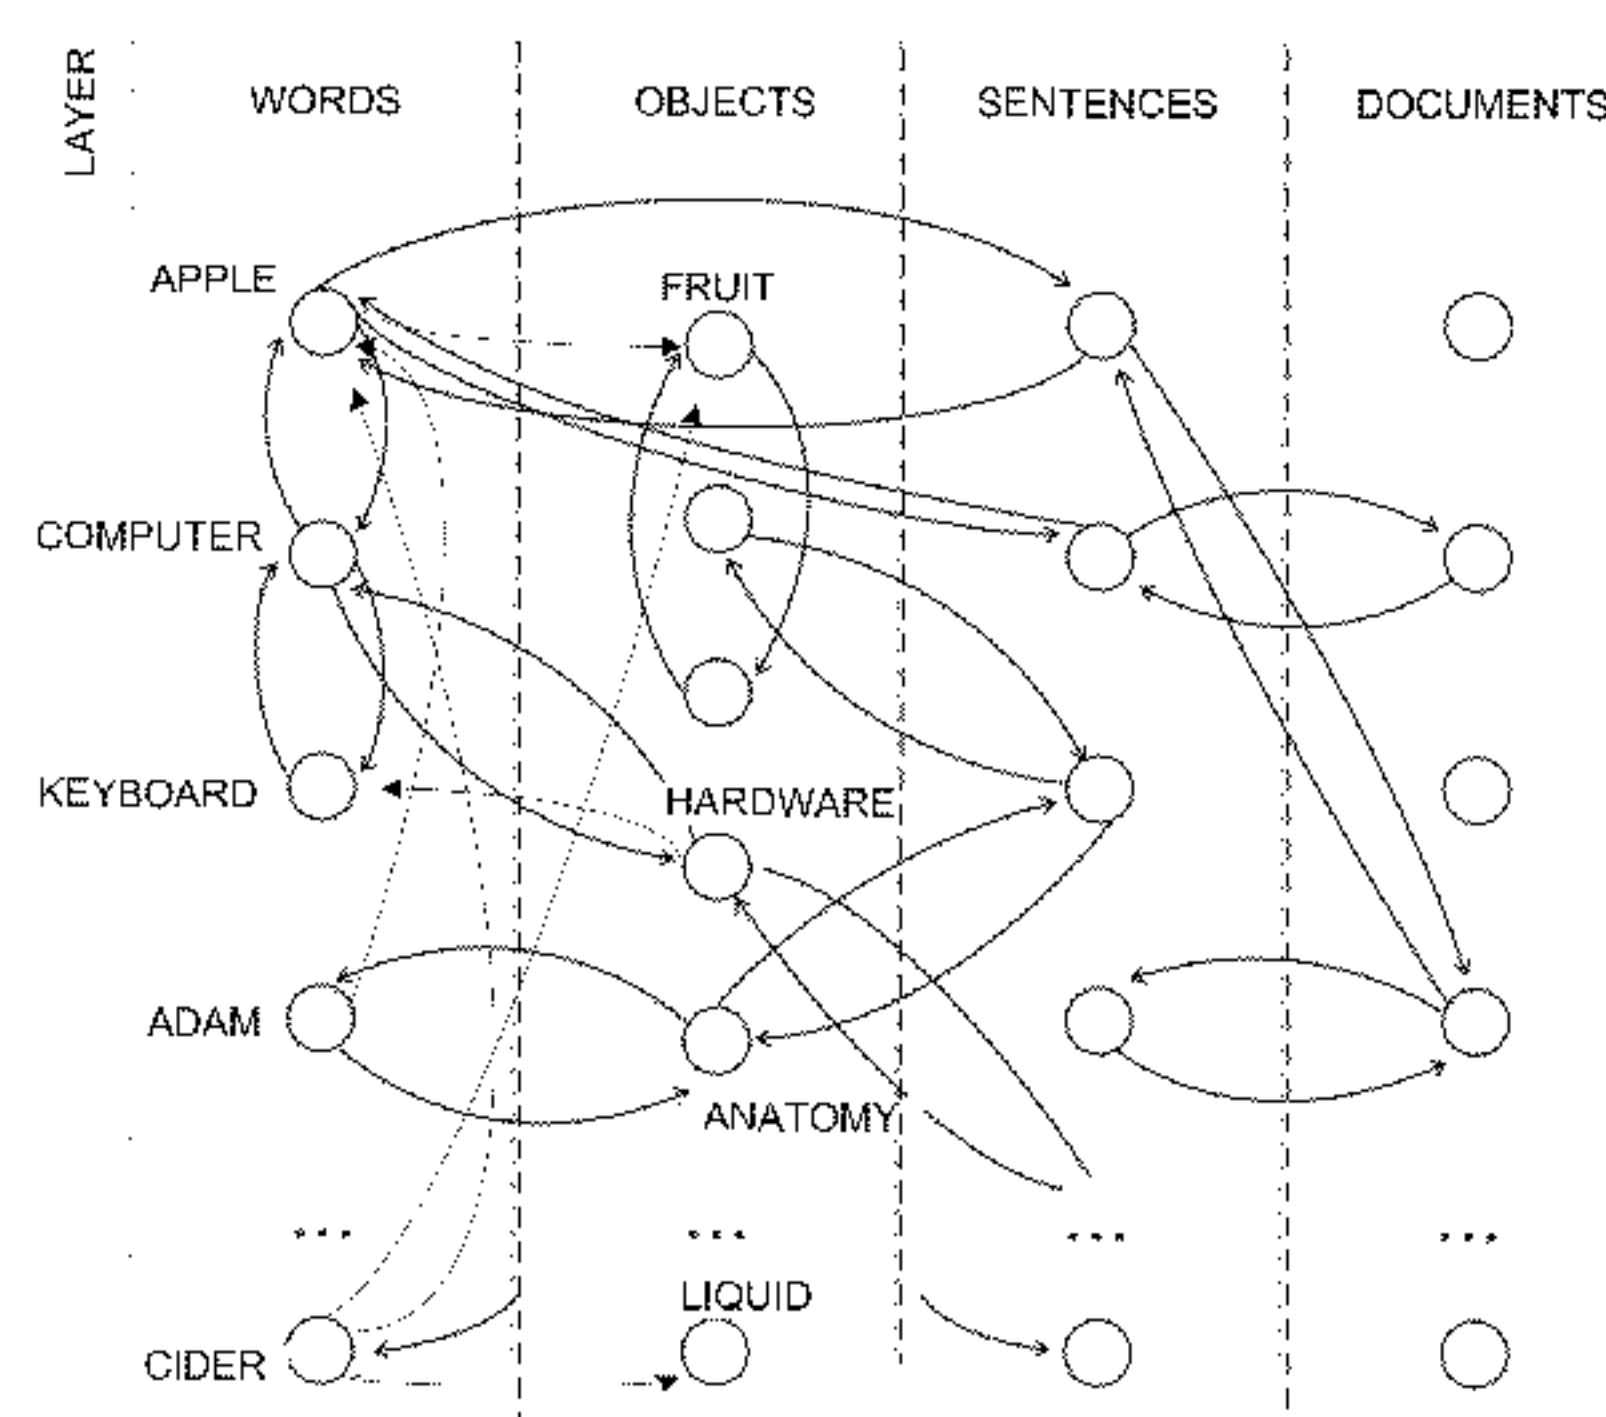 LAYER
WORDS
OBJECTS
SENTENCES
DOCUMENTS
APPLE
FRUIT
COMPUTER
KEYBOARD
HARDWARE
ADAM
ANATOMY
...
...
...
...
LIQUID
CIDER